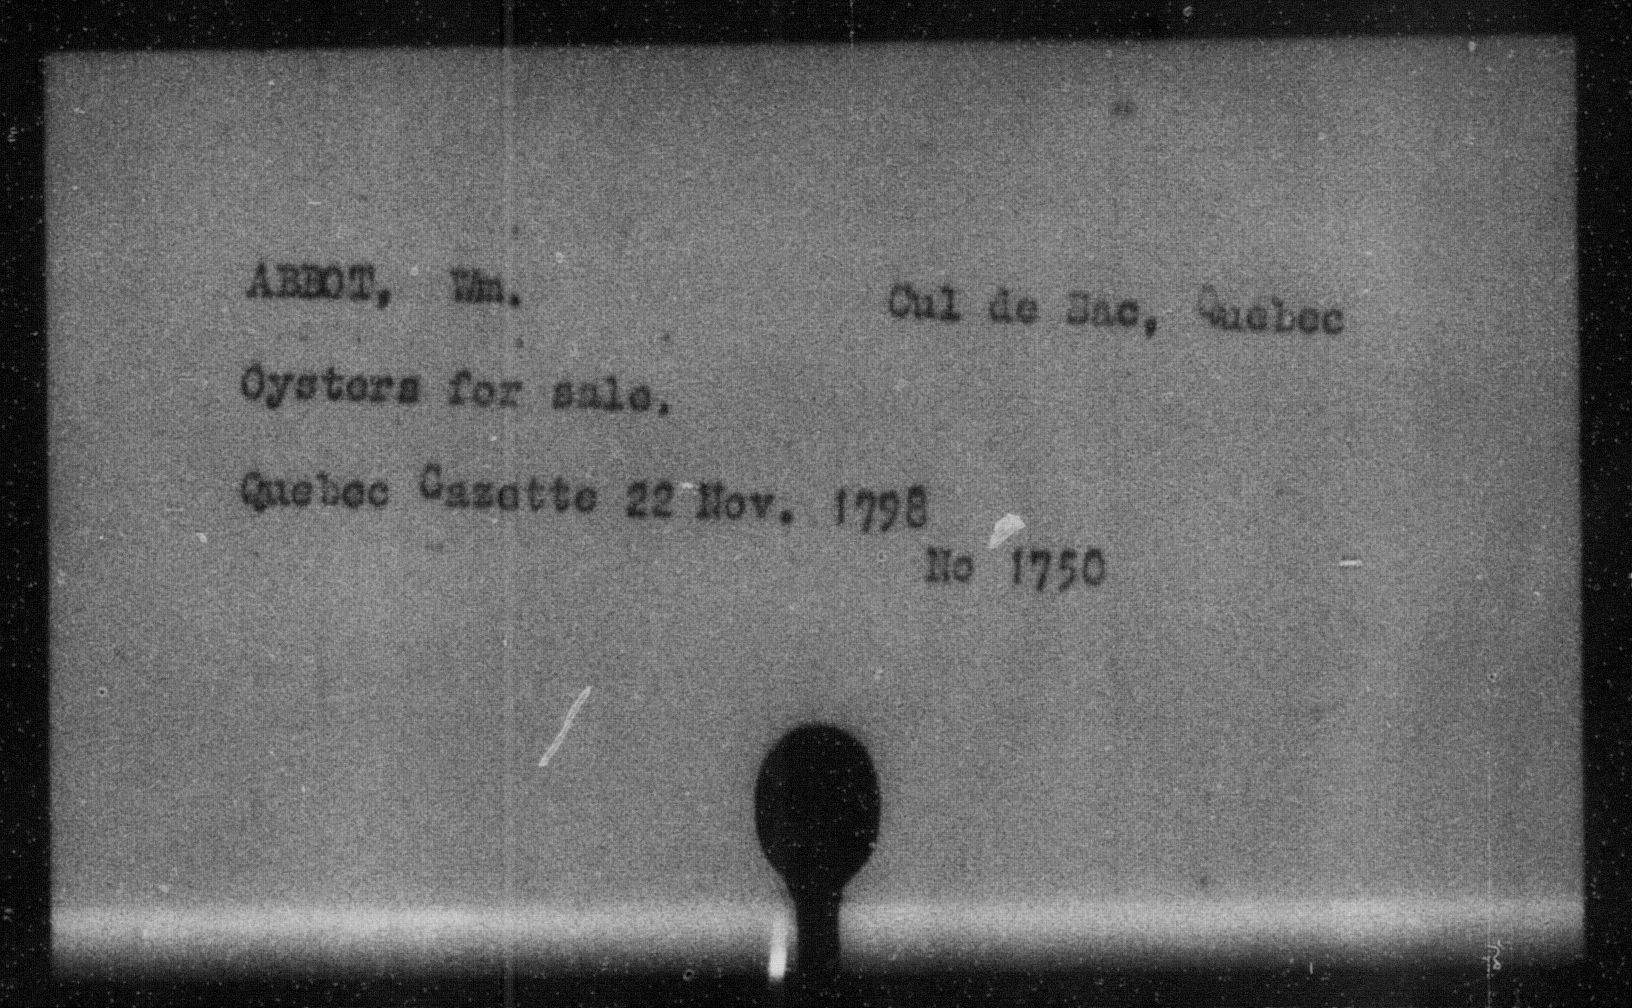 ABBOT, Wm. Cul de Sac, Quebec
Oysters for sale.
Quebec Gazette 22 Nov. 1798
No 1750